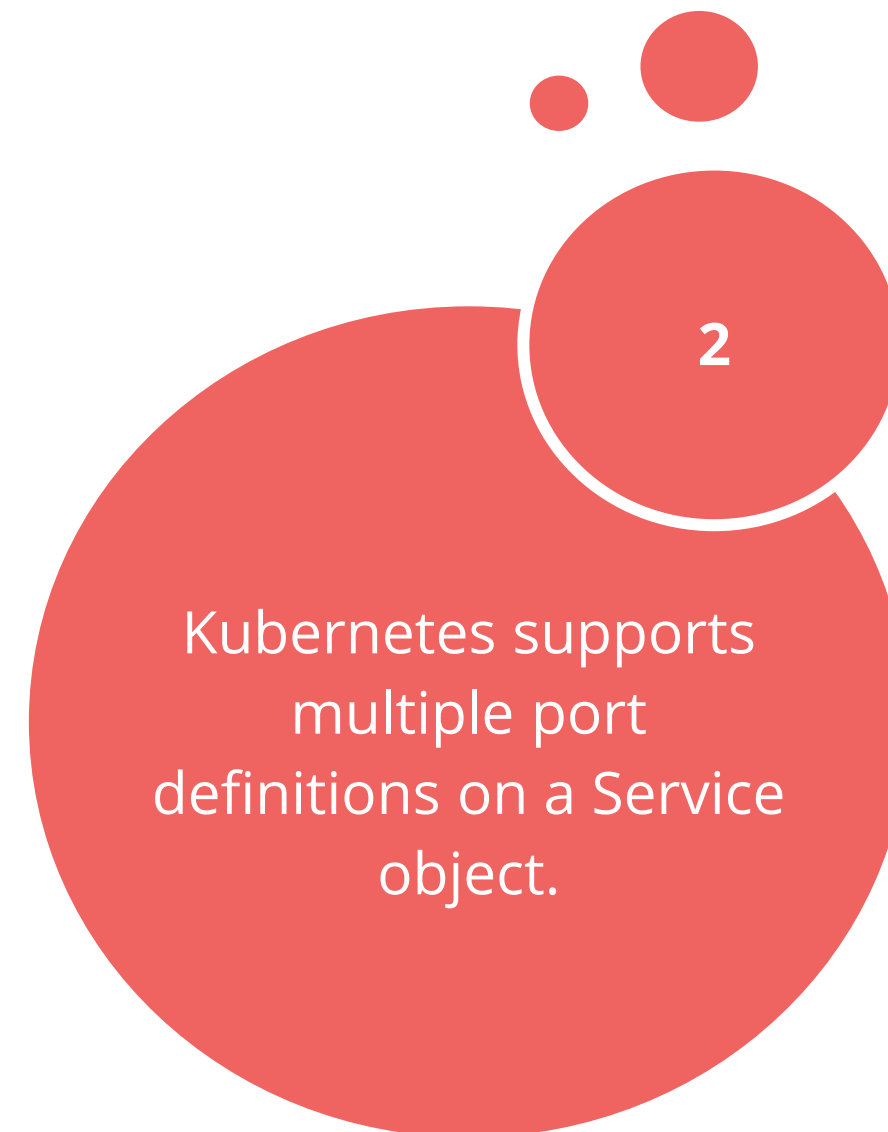 2
Kubernetes supports
multiple port
definitions on a Service
object.